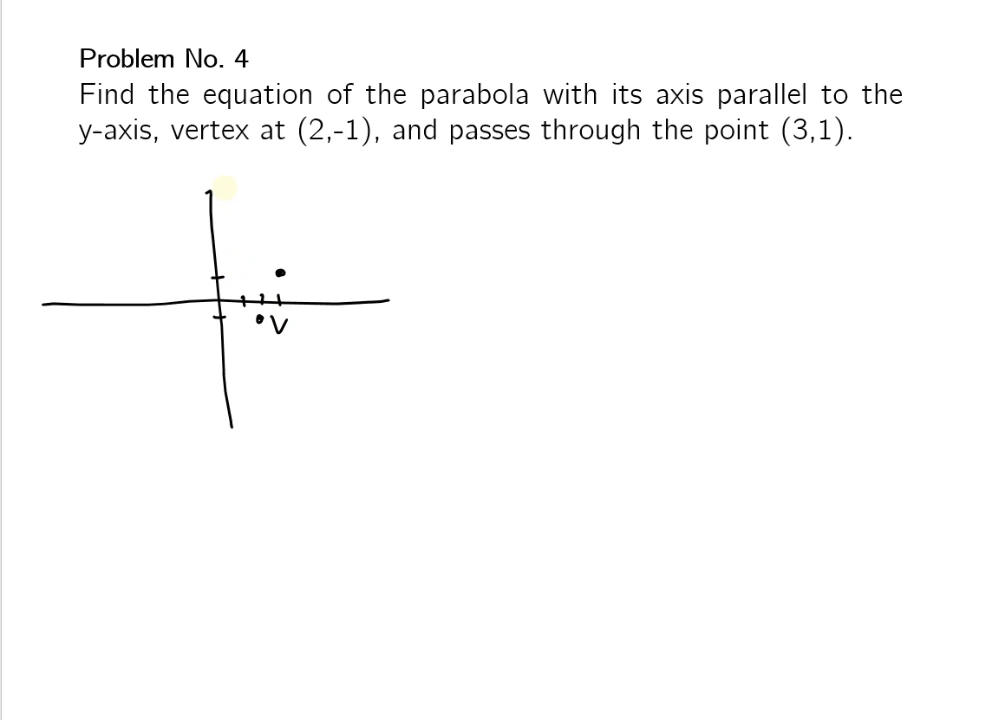 Problem No. 4
Find the equation of the parabola with its axis parallel to the
y-axis, vertex at (2,-1), and passes through the point (3,1).
V